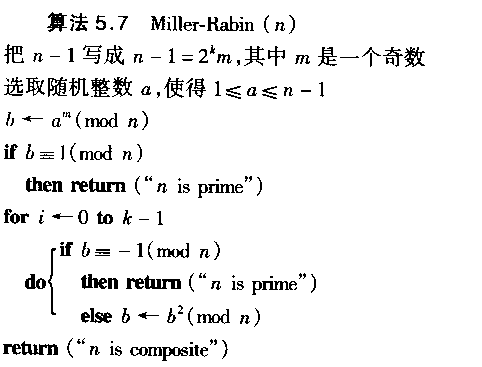 算法 5.7 Miller-Rabin (n)
把 n - 1 写成 n - 1 = 2^k m,其中 m 是一个奇数
选取随机整数 a,使得 1 ⩽ a ⩽ n - 1
b ← a^m (mod n)
if b ≡ 1(mod n)
then return (“n is prime”)
for i ← 0 to k - 1
if b ≡ - 1(mod n)
do{ then return (“n is prime”)
else b ← b^2 (mod n)
return (“n is composite”)